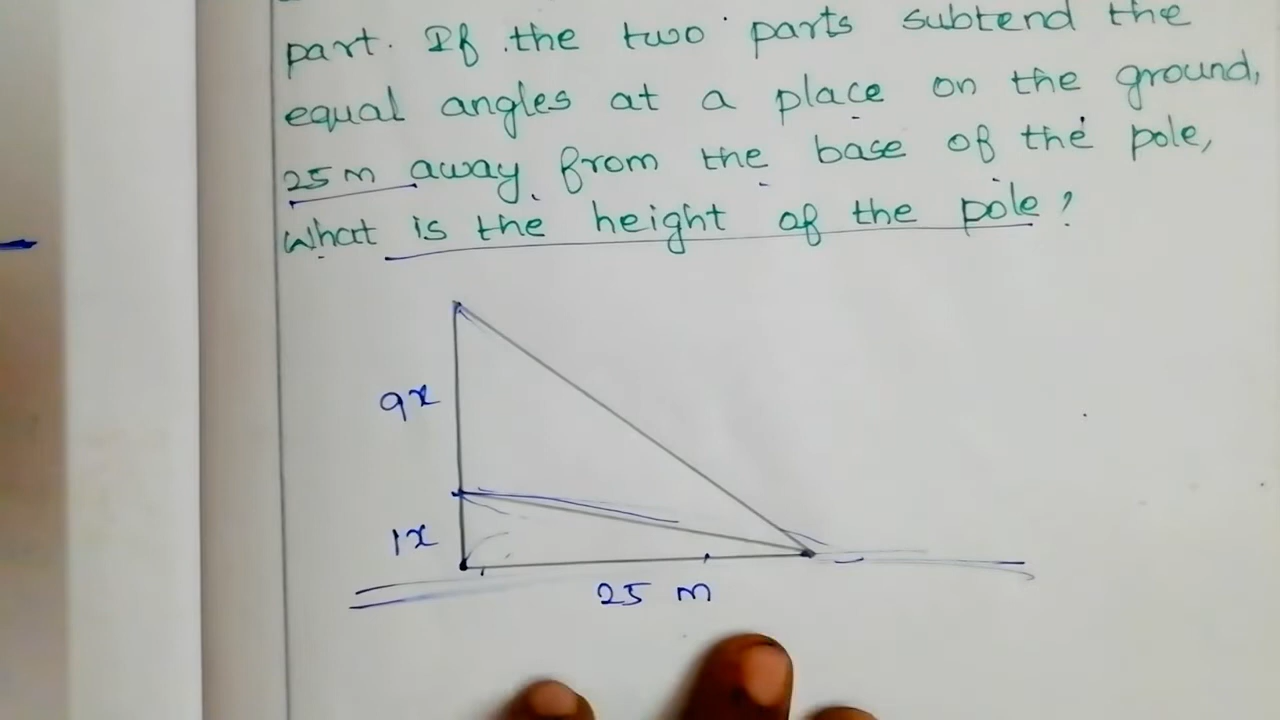 part. If the two parts subtend the
equal angles at a place on the ground,
25m away from the base of the pole,
What is the height of the pole?
9x
1x
25 m